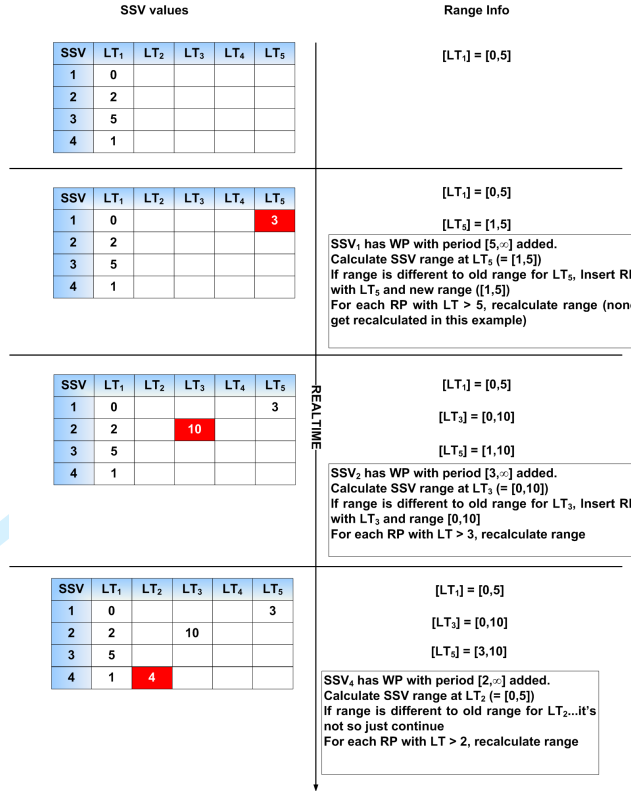 SSV values
Range Info
SSV LT₁ LT₂ LT₃ LT₄ LT₅
1 0
2 2
3 5
4 1
[LT₁] = [0,5]
SSV LT₁ LT₂ LT₃ LT₄ LT₅
1 0 3
2 2
3 5
4 1
[LT₁] = [0,5]
[LT₅] = [1,5]
SSV₁ has WP with period [5,∞] added.
Calculate SSV range at LT₅ (= [1,5])
If range is different to old range for LT₅, Insert
with LT₅ and new range ([1,5])
For each RP with LT > 5, recalculate range
get recalculated in this example)
REALTIME
SSV LT₁ LT₂ LT₃ LT₄ LT₅
1 0 3
2 2 10
3 5
4 1
[LT₁] = [0,5]
[LT₃] = [0,10]
[LT₅] = [1,10]
SSV₂ has WP with period [3,∞] added.
Calculate SSV range at LT₃ (= [0,10])
If range is different to old range for LT₃, Insert
with LT₃ and range [0,10]
For each RP with LT > 3, recalculate range
SSV LT₁ LT₂ LT₃ LT₄ LT₅
1 0 3
2 2 10
3 5
4 1 4
[LT₁] = [0,5]
[LT₃] = [0,10]
[LT₅] = [3,10]
SSV₄ has WP with period [2,∞] added.
Calculate SSV range at LT₂ (= [0,5])
If range is different to old range for LT₂...it's
not so just continue
For each RP with LT > 2, recalculate range